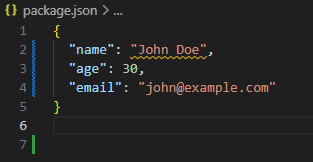 package.json > ...
1 {
2 "name": "John Doe",
3 "age": 30,
4 "email": "john@example.com"
5 }
6
7